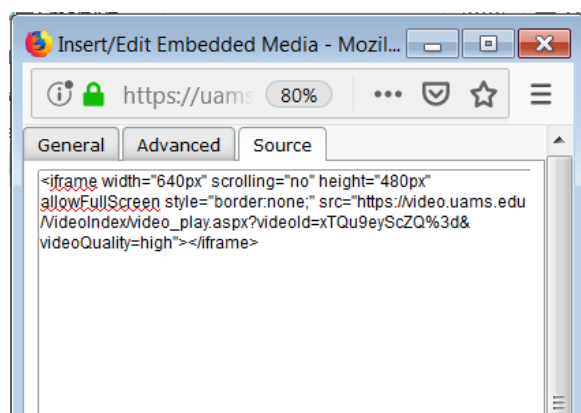 Insert/Edit Embedded Media - Mozil...
https://uams 80%
General Advanced Source
<iframe width="640px" scrolling="no" height="480px"
allowFullScreen style="border:none;" src="https://video.uams.edu
/VideoIndex/video_play.aspx?videoId=xTQu9eyScZQ%3d&
videoQuality=high"></iframe>